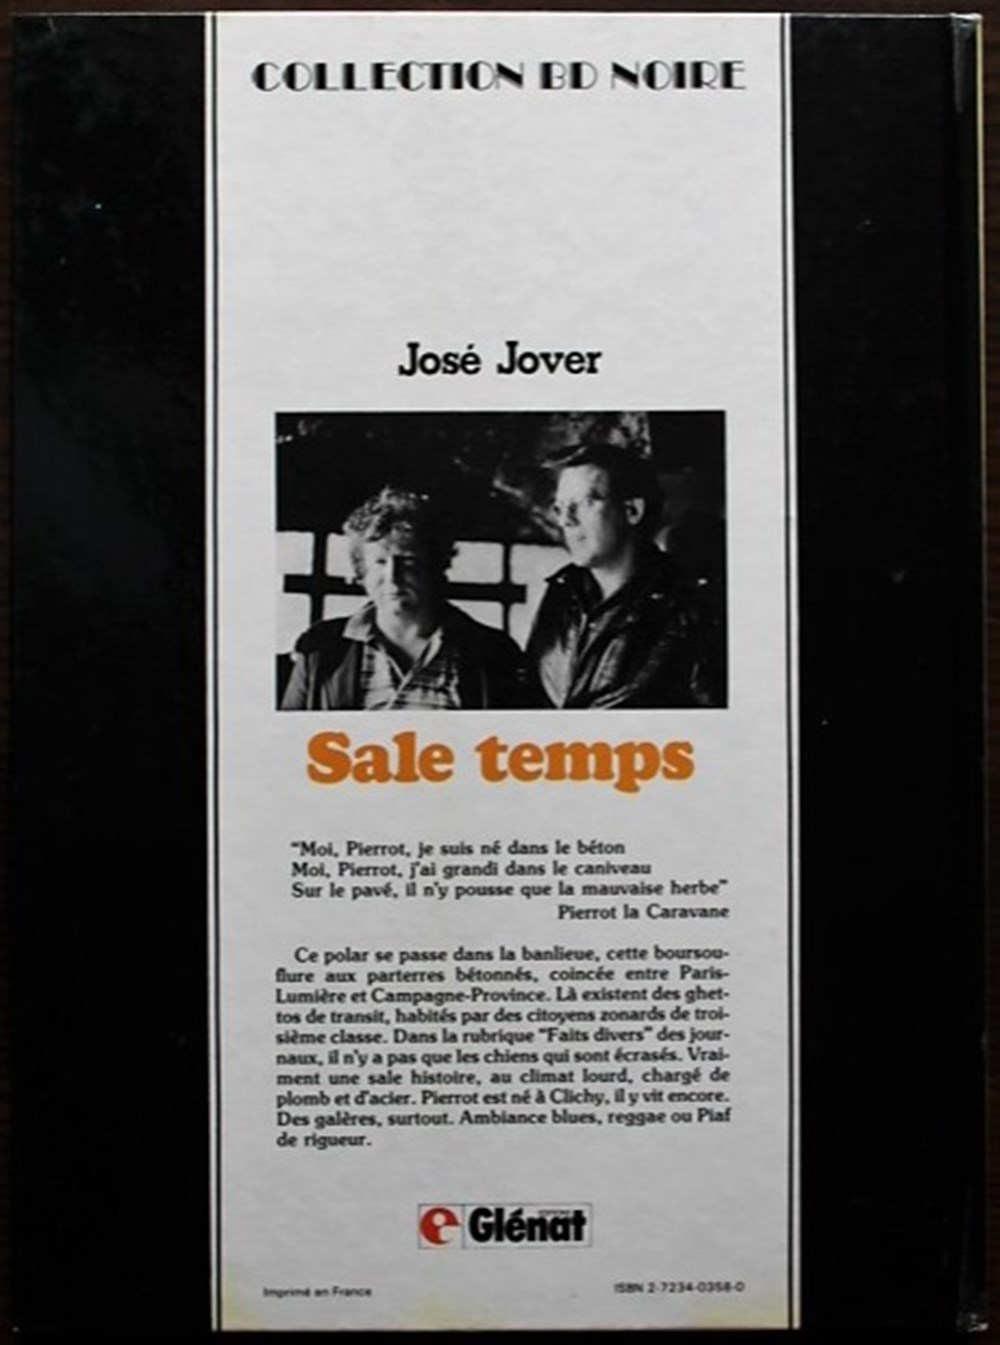 COLLECTION BD NOIRE
José Jover
Sale temps
"Moi, Pierrot, je suis né dans le béton
Moi, Pierrot, j'ai grandi dans le caniveau
Sur le pavé, il n'y pousse que la mauvaise herbe"
Pierrot la Caravane
Ce polar se passe dans la banlieue, cette boursou-
flure aux parterres bétonnés, coincée entre Paris-
Lumière et Campagne-Province. Là existent des ghet-
tos de transit, habités par des citoyens zonards de troi-
sième classe. Dans la rubrique "Faits divers" des jour-
naux, il n'y a pas que les chiens qui sont écrasés. Vrai-
ment une sale histoire, au climat lourd, chargé de
plomb et d'acier. Pierrot est né à Clichy, il y vit encore.
Des galères, surtout. Ambiance blues, reggae ou Piaf
de rigueur.
e Glénat
Imprimé en France
ISBN 2-7234-0358-0